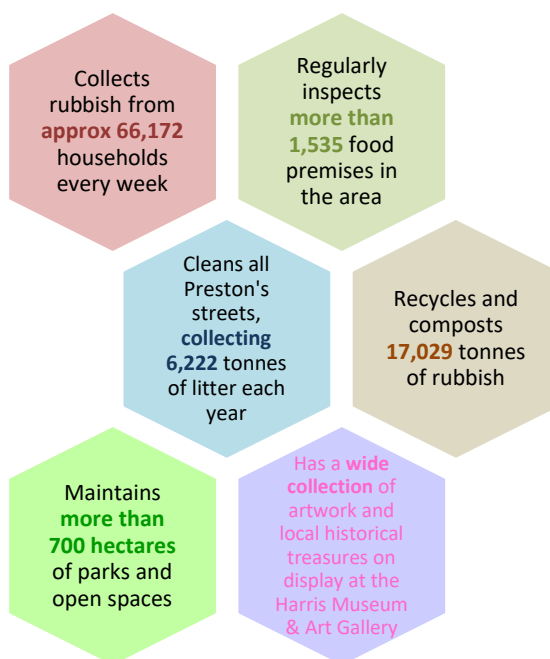 Collects
rubbish from
approx 66,172
households
every week
Regularly
inspects
more than
1,535 food
premises in
the area
Cleans all
Preston's
streets,
collecting
6,222 tonnes
of litter each
year
Recycles and
composts
17,029 tonnes
of rubbish
Maintains
more than
700 hectares
of parks and
open spaces
Has a wide
collection of
artwork and
local historical
treasures on
display at the
Harris Museum
& Art Gallery